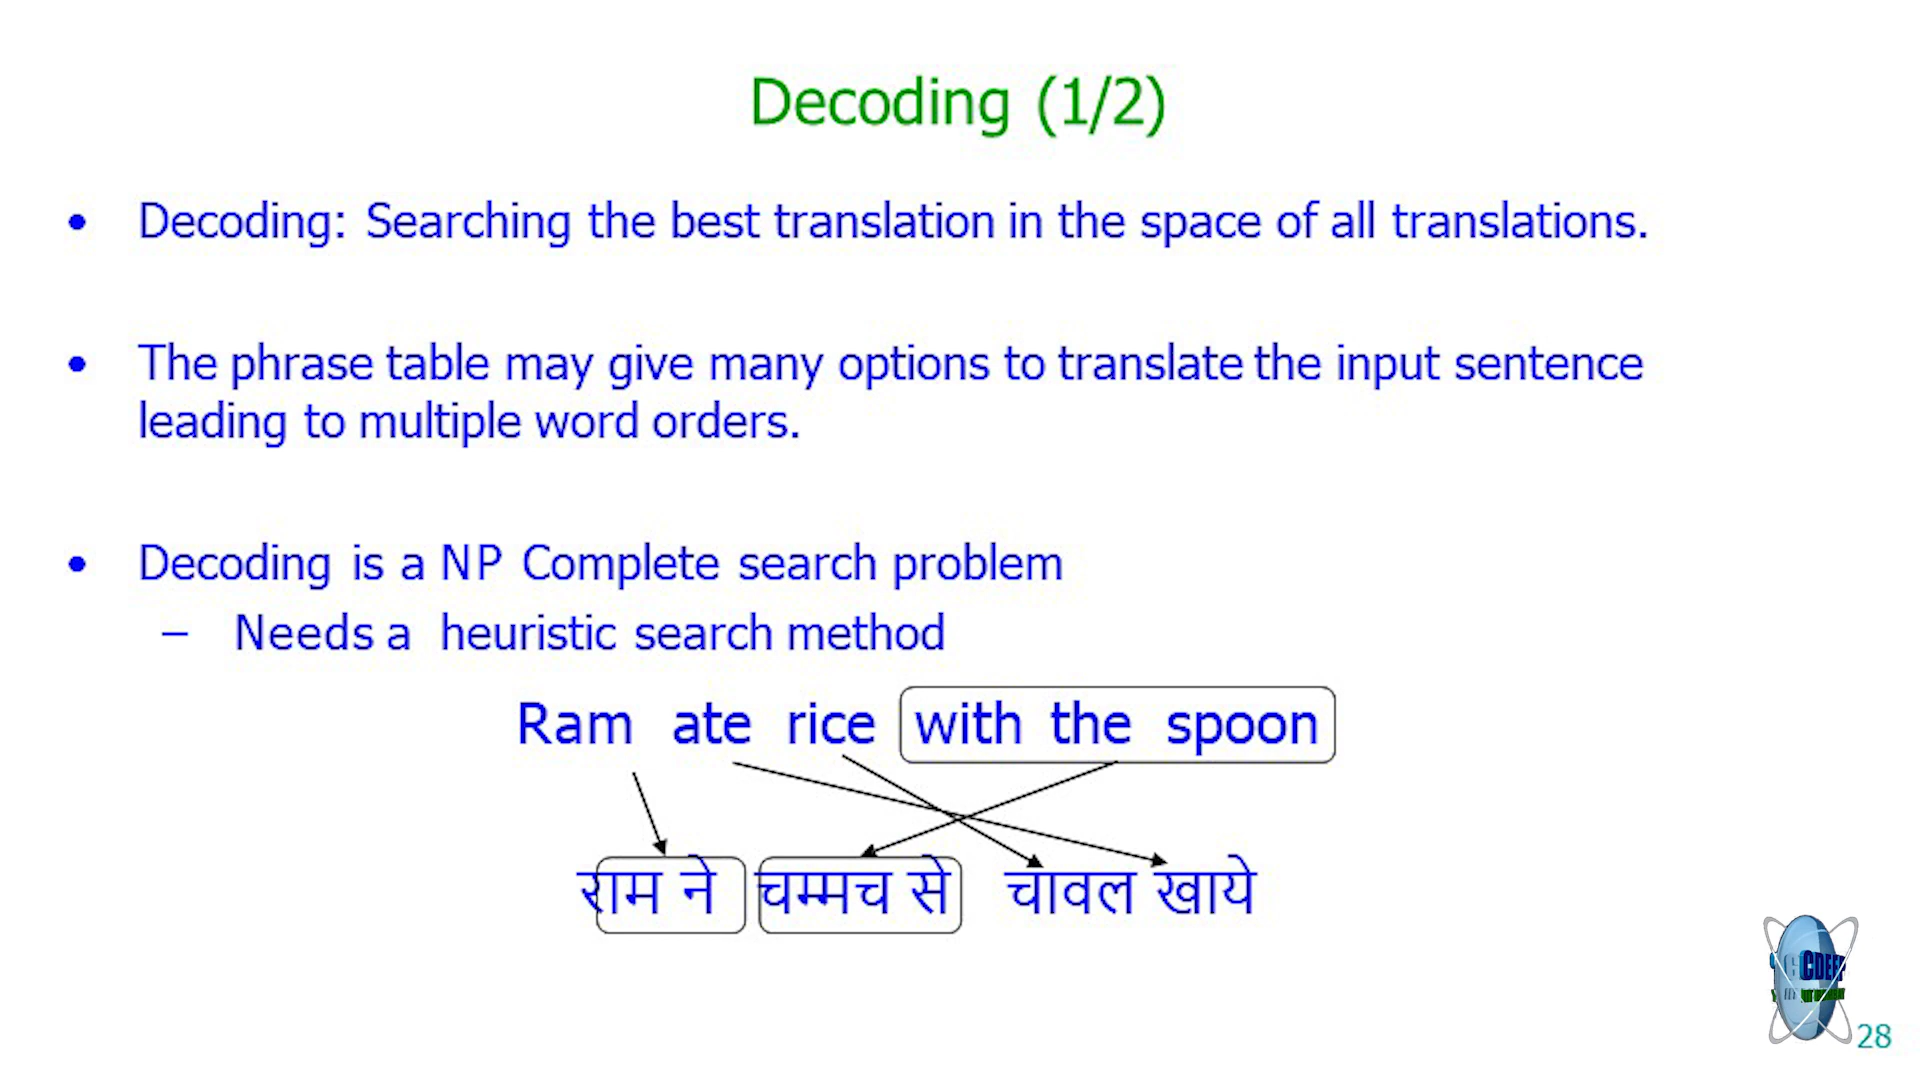 Decoding (1/2)
• Decoding: Searching the best translation in the space of all translations.
• The phrase table may give many options to translate the input sentence
leading to multiple word orders.
• Decoding is a NP Complete search problem
– Needs a heuristic search method
Ram ate rice with the spoon
राम ने चम्मच से चावल खाये
CDEEP
28